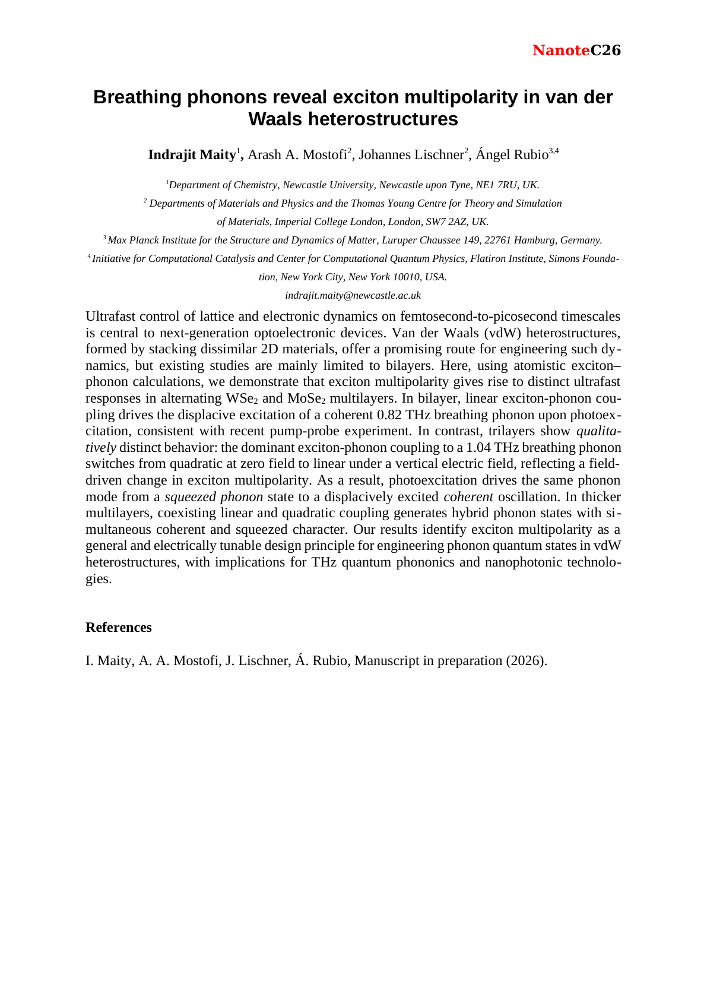 NanoteC26
Breathing phonons reveal exciton multipolarity in van der
Waals heterostructures
Indrajit Maity1, Arash A. Mostofi2, Johannes Lischner2, Ángel Rubio3,4
1Department of Chemistry, Newcastle University, Newcastle upon Tyne, NE1 7RU, UK.
2 Departments of Materials and Physics and the Thomas Young Centre for Theory and Simulation
of Materials, Imperial College London, London, SW7 2AZ, UK.
3 Max Planck Institute for the Structure and Dynamics of Matter, Luruper Chaussee 149, 22761 Hamburg, Germany.
4 Initiative for Computational Catalysis and Center for Computational Quantum Physics, Flatiron Institute, Simons Founda-
tion, New York City, New York 10010, USA.
indrajit.maity@newcastle.ac.uk
Ultrafast control of lattice and electronic dynamics on femtosecond-to-picosecond timescales
is central to next-generation optoelectronic devices. Van der Waals (vdW) heterostructures,
formed by stacking dissimilar 2D materials, offer a promising route for engineering such dy-
namics, but existing studies are mainly limited to bilayers. Here, using atomistic exciton–
phonon calculations, we demonstrate that exciton multipolarity gives rise to distinct ultrafast
responses in alternating WSe2 and MoSe2 multilayers. In bilayer, linear exciton-phonon cou-
pling drives the displacive excitation of a coherent 0.82 THz breathing phonon upon photoex-
citation, consistent with recent pump-probe experiment. In contrast, trilayers show qualita-
tively distinct behavior: the dominant exciton-phonon coupling to a 1.04 THz breathing phonon
switches from quadratic at zero field to linear under a vertical electric field, reflecting a field-
driven change in exciton multipolarity. As a result, photoexcitation drives the same phonon
mode from a squeezed phonon state to a displacively excited coherent oscillation. In thicker
multilayers, coexisting linear and quadratic coupling generates hybrid phonon states with si-
multaneous coherent and squeezed character. Our results identify exciton multipolarity as a
general and electrically tunable design principle for engineering phonon quantum states in vdW
heterostructures, with implications for THz quantum phononics and nanophotonic technolo-
gies.
References
I. Maity, A. A. Mostofi, J. Lischner, Á. Rubio, Manuscript in preparation (2026).